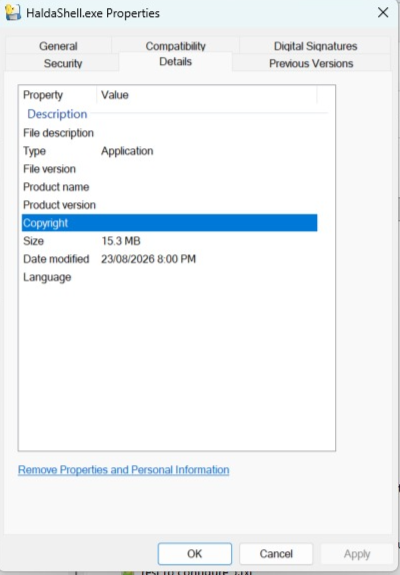 HaldaShell.exe Properties
General Compatibility Digital Signatures
Security Details Previous Versions
Property Value
Description
File description
Type Application
File version
Product name
Product version
Copyright
Size 15.3 MB
Date modified 23/08/2026 8:00 PM
Language
Remove Properties and Personal Information
OK Cancel Apply